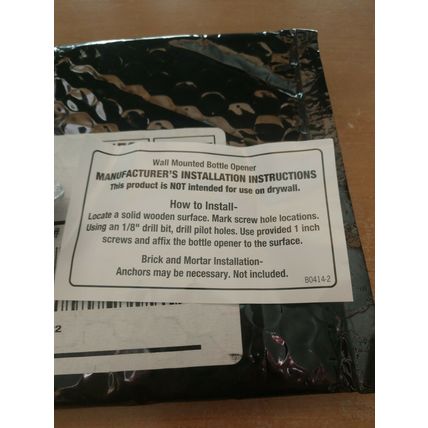 Wall Mounted Bottle Opener
MANUFACTURER'S INSTALLATION INSTRUCTIONS
This product is NOT intended for use on drywall.
How to Install-
Locate a solid wooden surface. Mark screw hole locations.
Using an 1/8" drill bit, drill pilot holes. Use provided 1 inch
screws and affix the bottle opener to the surface.
Brick and Mortar Installation-
Anchors may be necessary. Not included.
B0414-2
2